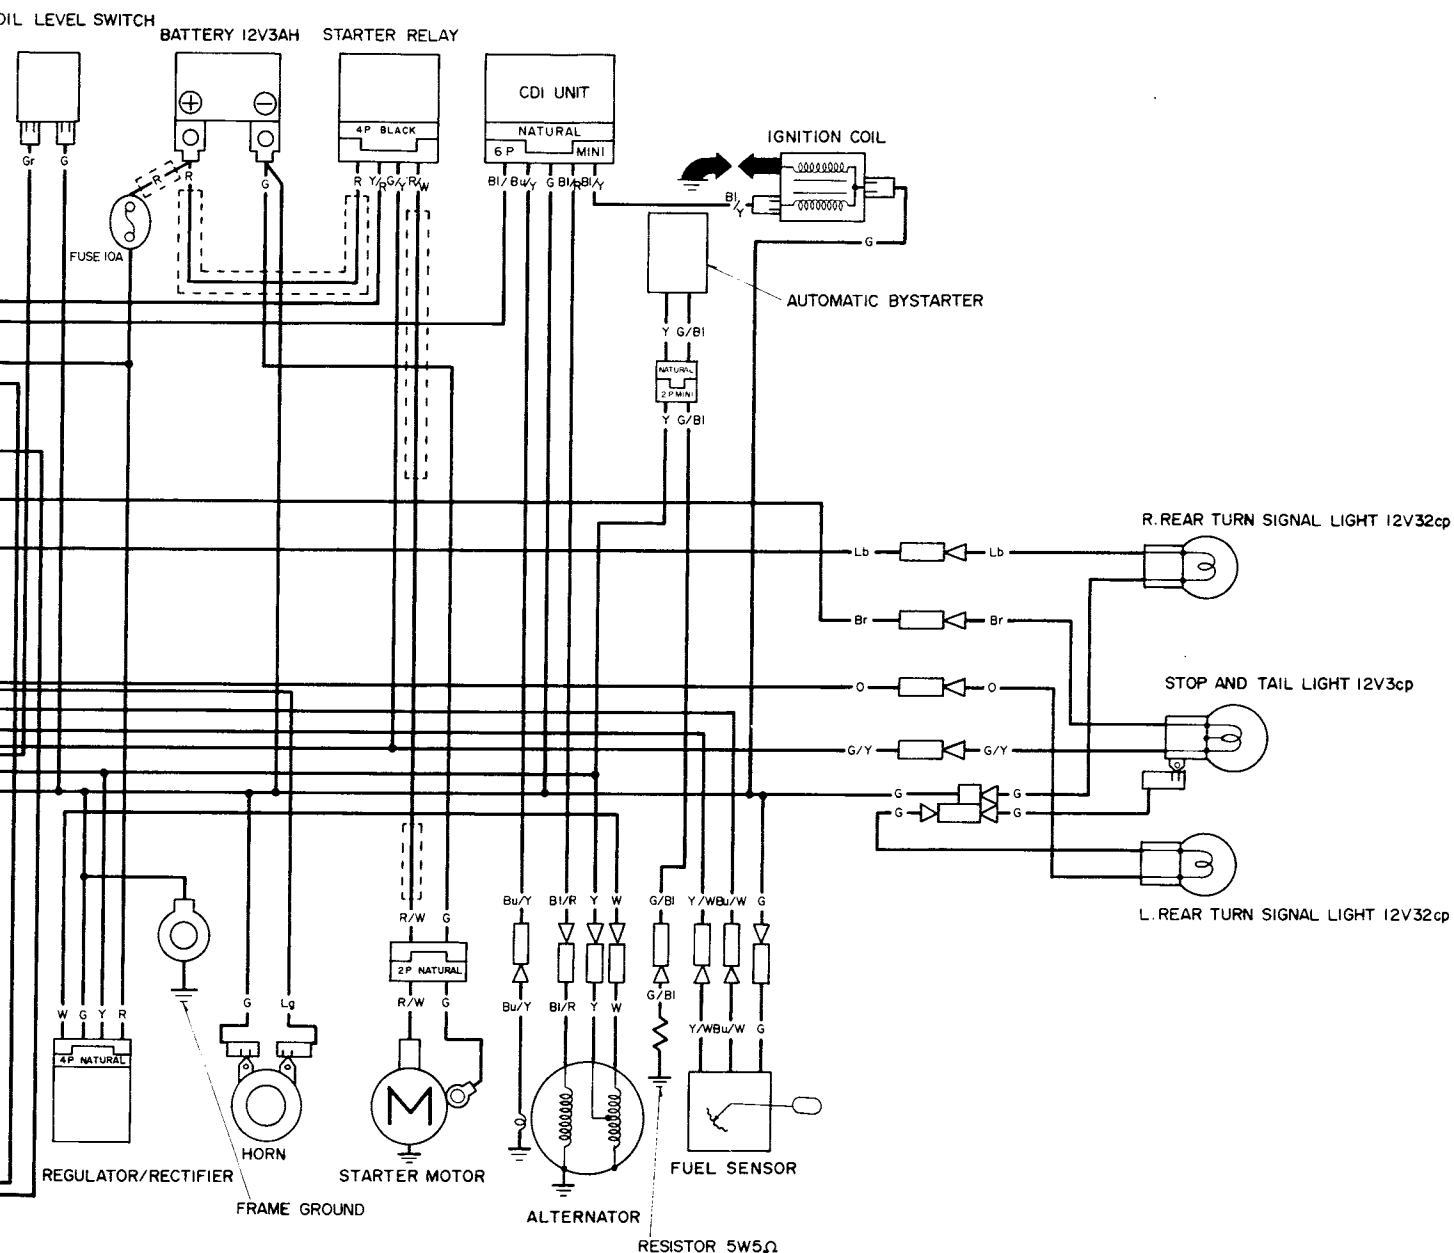 OIL LEVEL SWITCH
BATTERY 12V3AH
STARTER RELAY
CDI UNIT
4P BLACK
NATURAL
6P
MINI
IGNITION COIL
Gr
G
R
R
G
R
Y/R
G/Y
R/W
Bl/
Bu/Y
G
Bl/R
Bl/Y
Bl/Y
G
FUSE 10A
AUTOMATIC BYSTARTER
Y
G/Bl
NATURAL
2P MINI
Y
G/Bl
R. REAR TURN SIGNAL LIGHT 12V32cp
Lb
Lb
Br
Br
STOP AND TAIL LIGHT 12V3cp
O
O
G/Y
G/Y
G
G
G
G
L. REAR TURN SIGNAL LIGHT 12V32cp
R/W
G
Bu/Y
Bl/R
Y
W
G/Bl
Y/W
Bu/W
G
2P NATURAL
W
G
Y
R
G
Lg
R/W
G
Bu/Y
Bl/R
Y
W
G/Bl
Y/W
Bu/W
G
4P NATURAL
M
HORN
REGULATOR/RECTIFIER
STARTER MOTOR
FUEL SENSOR
FRAME GROUND
ALTERNATOR
RESISTOR 5W5Ω